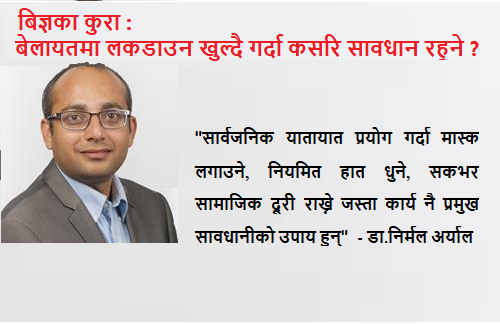 बिज्ञका कुरा :
बेलायतमा लकडाउन खुल्दै गर्दा कसरि सावधान रहने ?
"सार्वजनिक यातायात प्रयोग गर्दा मास्क
लगाउने, नियमित हात धुने, सकभर
सामाजिक दूरी राख्ने जस्ता कार्य नै प्रमुख
सावधानीको उपाय हुन्" - डा.निर्मल अर्याल